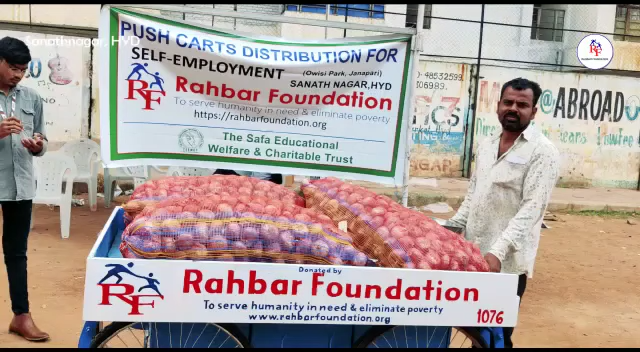 Sanathnagar, HYD
PUSH CARTS DISTRIBUTION FOR
SELF-EMPLOYMENT (Owisi Park, Janapari)
SANATH NAGAR,HYD
RF Rahbar Foundation
To serve humanity in need & eliminate poverty
https://rahbarfoundation.org
The Safa Educational
Welfare & Charitable Trust
RF
48532599
106989
@ABROAD
Donated by
RF Rahbar Foundation
To serve humanity in need & eliminate poverty
www.rahbarfoundation.org 1076